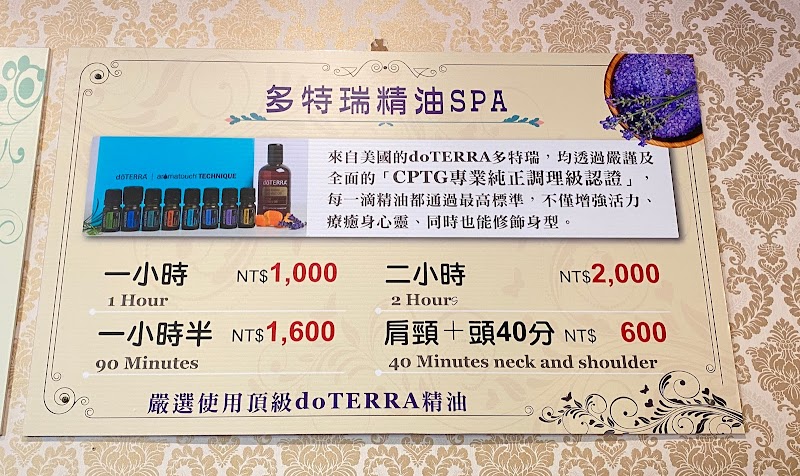 多特瑞精油SPA
dōTERRA | aromatouch TECHNIQUE
dōTERRA
來自美國的doTERRA多特瑞，均透過嚴謹及
全面的「CPTG專業純正調理級認證」，
每一滴精油都通過最高標準，不僅增強活力、
療癒身心靈、同時也能修飾身型。
一小時 NT$1,000
1 Hour
二小時 NT$2,000
2 Hours
一小時半 NT$1,600
90 Minutes
肩頸＋頭40分 NT$ 600
40 Minutes neck and shoulder
嚴選使用頂級doTERRA精油